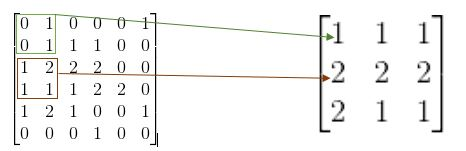 0 1 0 0 0 1
0 1 1 1 0 0
1 2 2 2 0 0
1 1 1 2 2 0
1 2 1 0 0 1
0 0 0 1 0 0
1 1 1
2 2 2
2 1 1